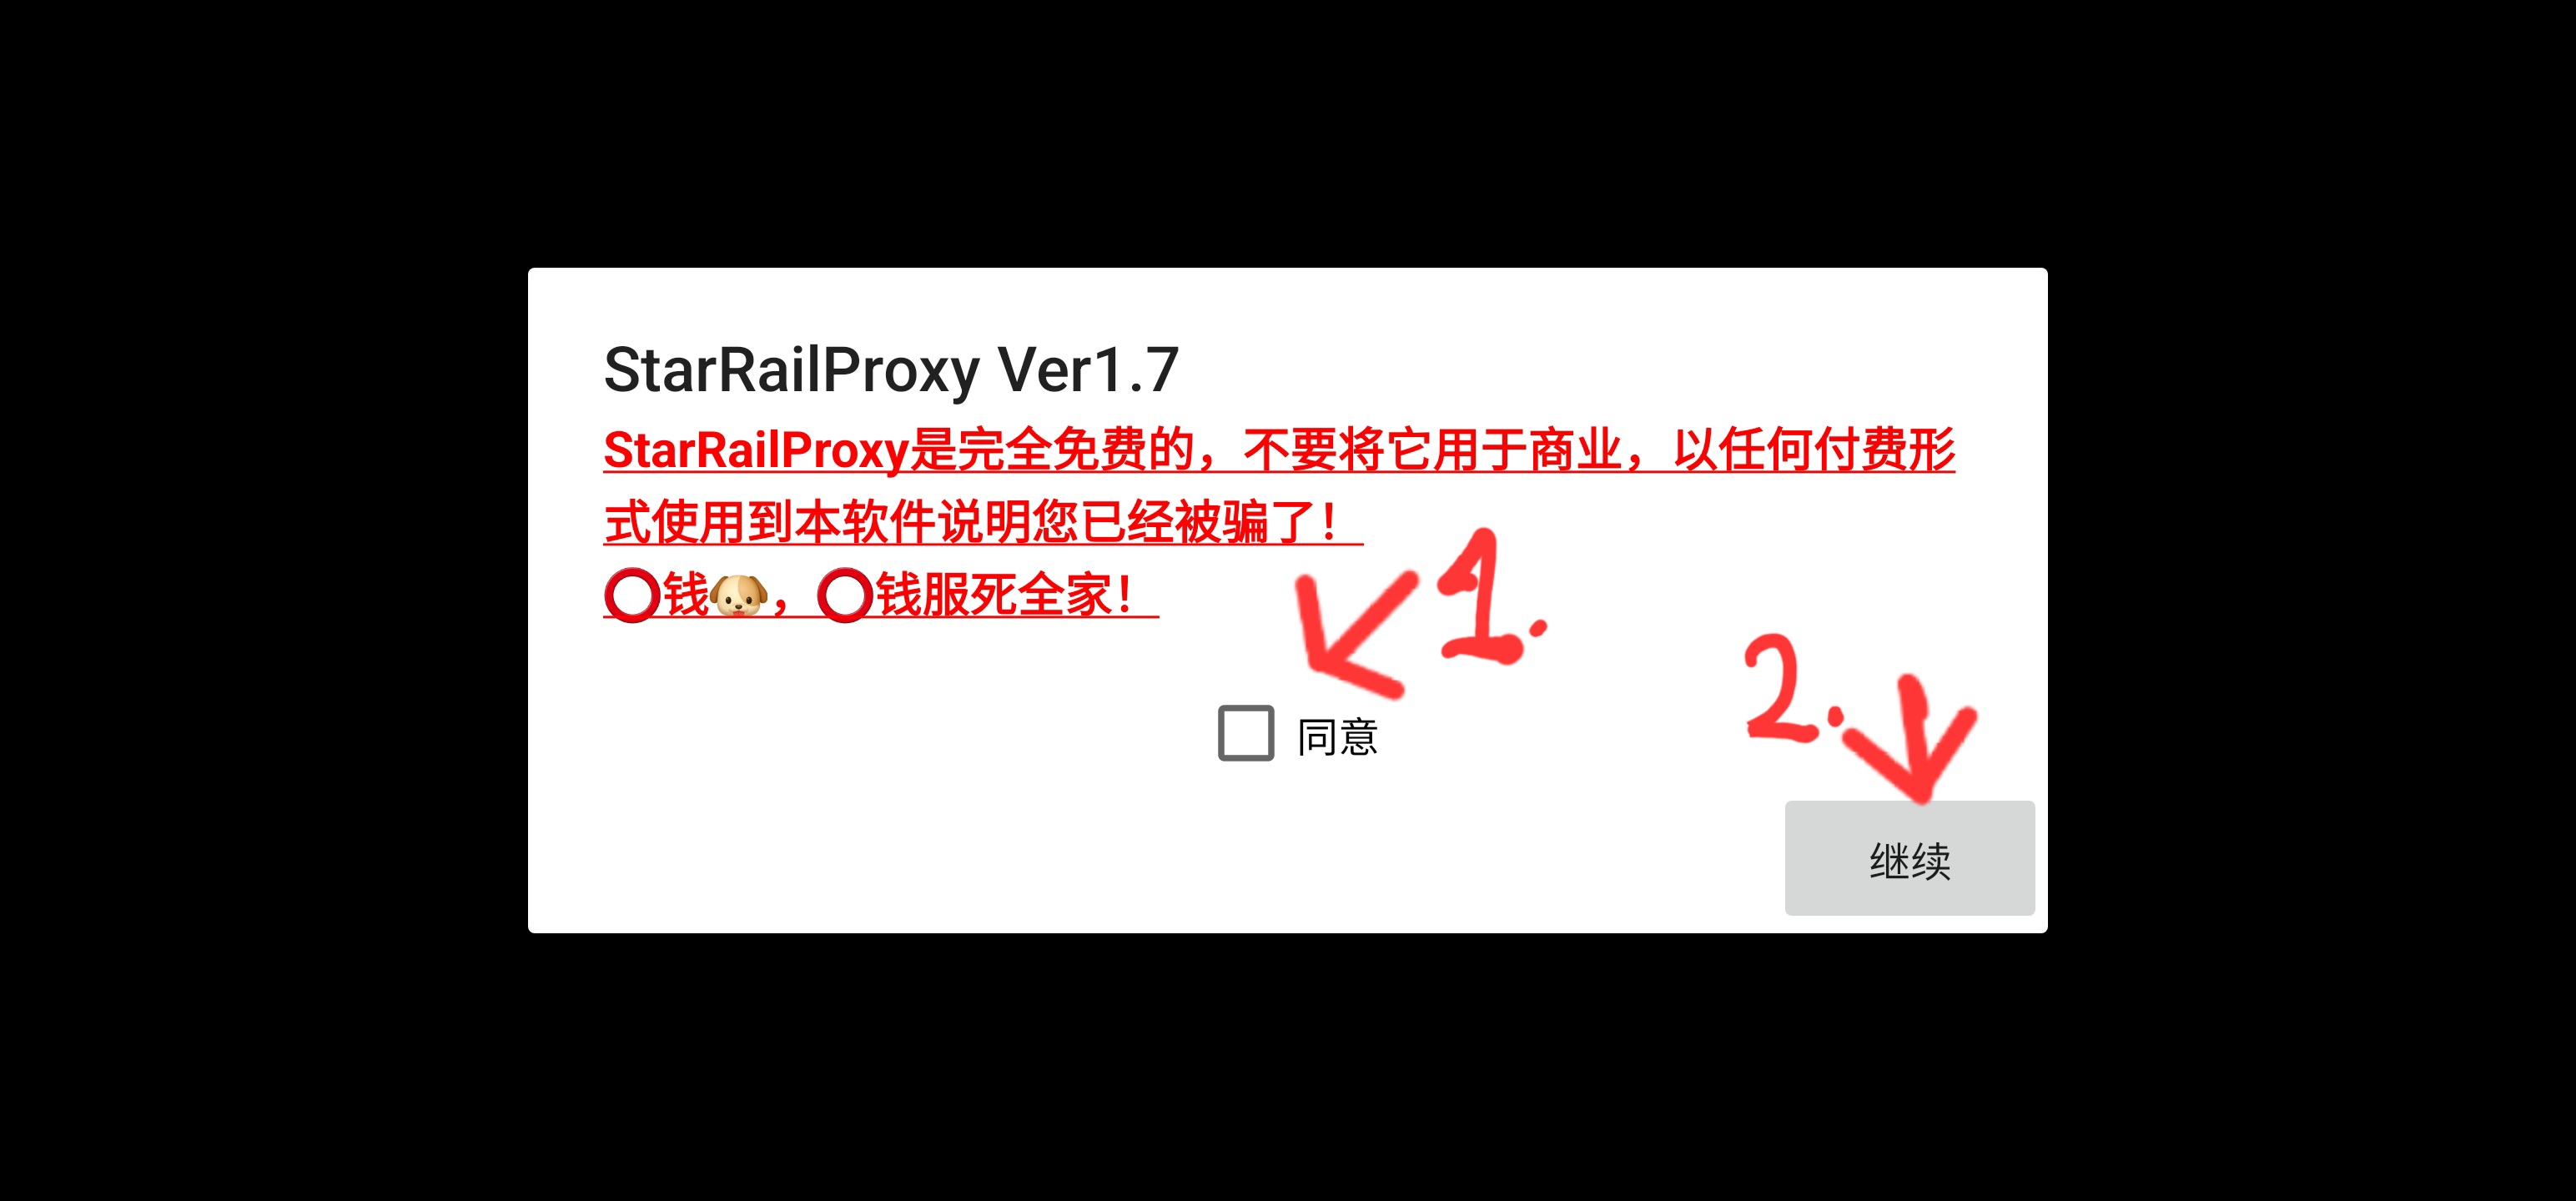 StarRailProxy Ver1.7
StarRailProxy是完全免费的，不要将它用于商业，以任何付费形
式使用到本软件说明您已经被骗了！
⭕钱🐶，⭕钱服死全家！
1.
同意
2.
继续